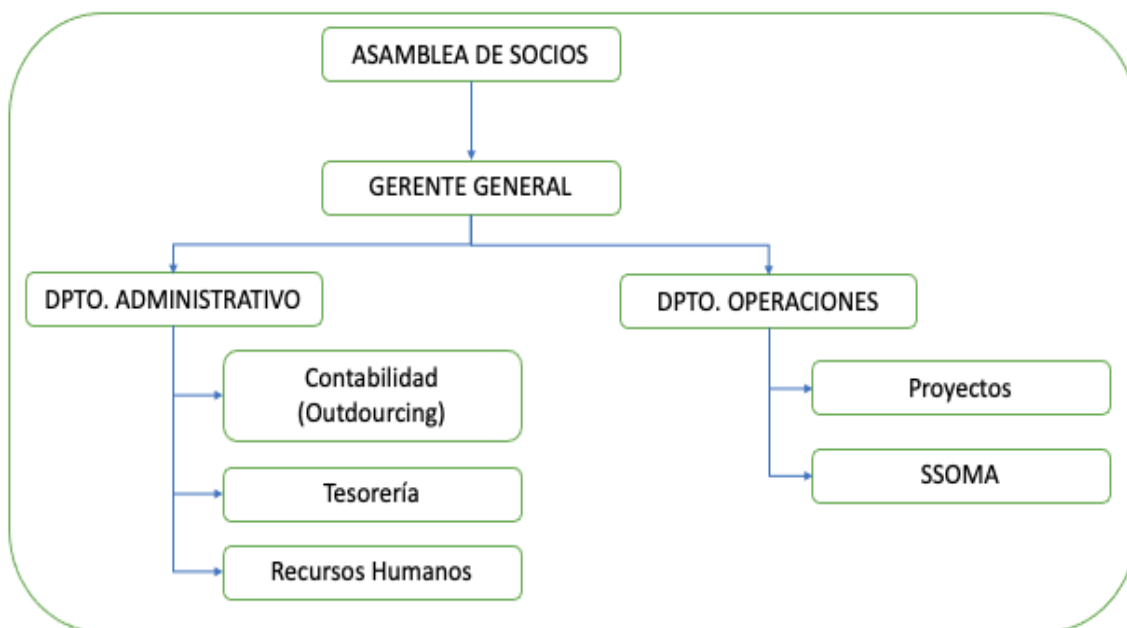 ASAMBLEA DE SOCIOS
GERENTE GENERAL
DPTO. ADMINISTRATIVO
Contabilidad
(Outdourcing)
Tesorería
Recursos Humanos
DPTO. OPERACIONES
Proyectos
SSOMA